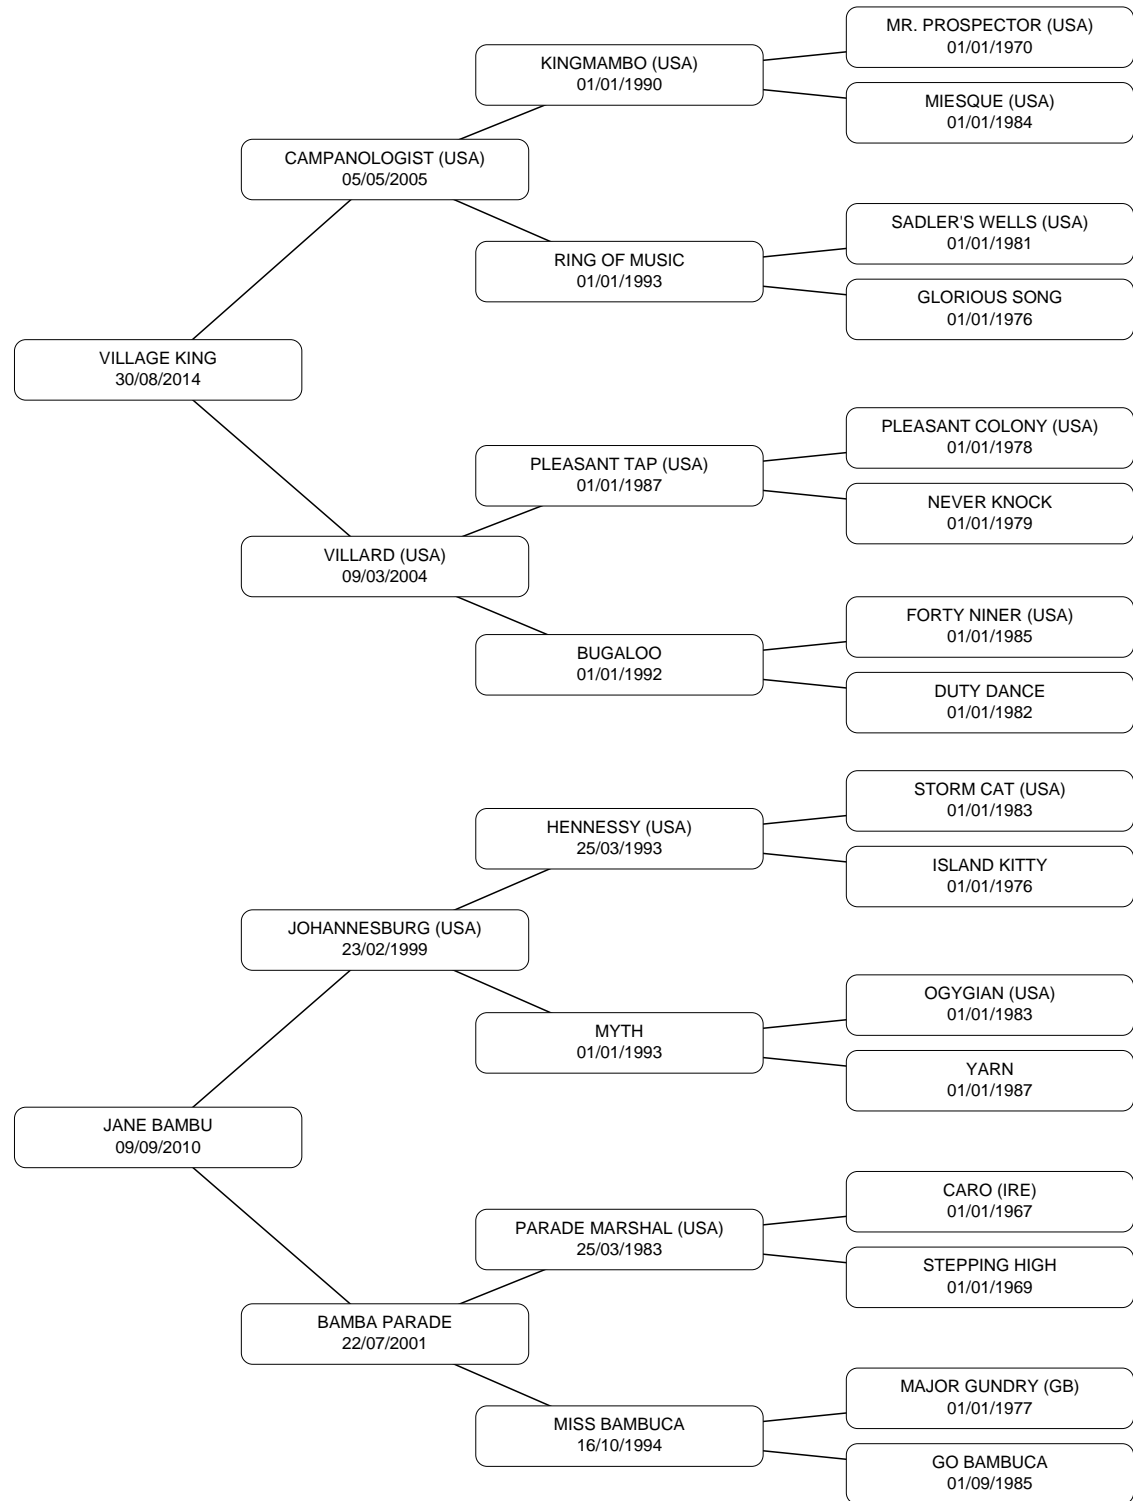 MR. PROSPECTOR (USA)
01/01/1970
KINGMAMBO (USA)
01/01/1990
MIESQUE (USA)
01/01/1984
CAMPANOLOGIST (USA)
05/05/2005
SADLER'S WELLS (USA)
01/01/1981
RING OF MUSIC
01/01/1993
GLORIOUS SONG
01/01/1976
VILLAGE KING
30/08/2014
PLEASANT COLONY (USA)
01/01/1978
PLEASANT TAP (USA)
01/01/1987
NEVER KNOCK
01/01/1979
VILLARD (USA)
09/03/2004
FORTY NINER (USA)
01/01/1985
BUGALOO
01/01/1992
DUTY DANCE
01/01/1982
STORM CAT (USA)
01/01/1983
HENNESSY (USA)
25/03/1993
ISLAND KITTY
01/01/1976
JOHANNESBURG (USA)
23/02/1999
OGYGIAN (USA)
01/01/1983
MYTH
01/01/1993
YARN
01/01/1987
JANE BAMBU
09/09/2010
CARO (IRE)
01/01/1967
PARADE MARSHAL (USA)
25/03/1983
STEPPING HIGH
01/01/1969
BAMBA PARADE
22/07/2001
MAJOR GUNDRY (GB)
01/01/1977
MISS BAMBUCA
16/10/1994
GO BAMBUCA
01/09/1985